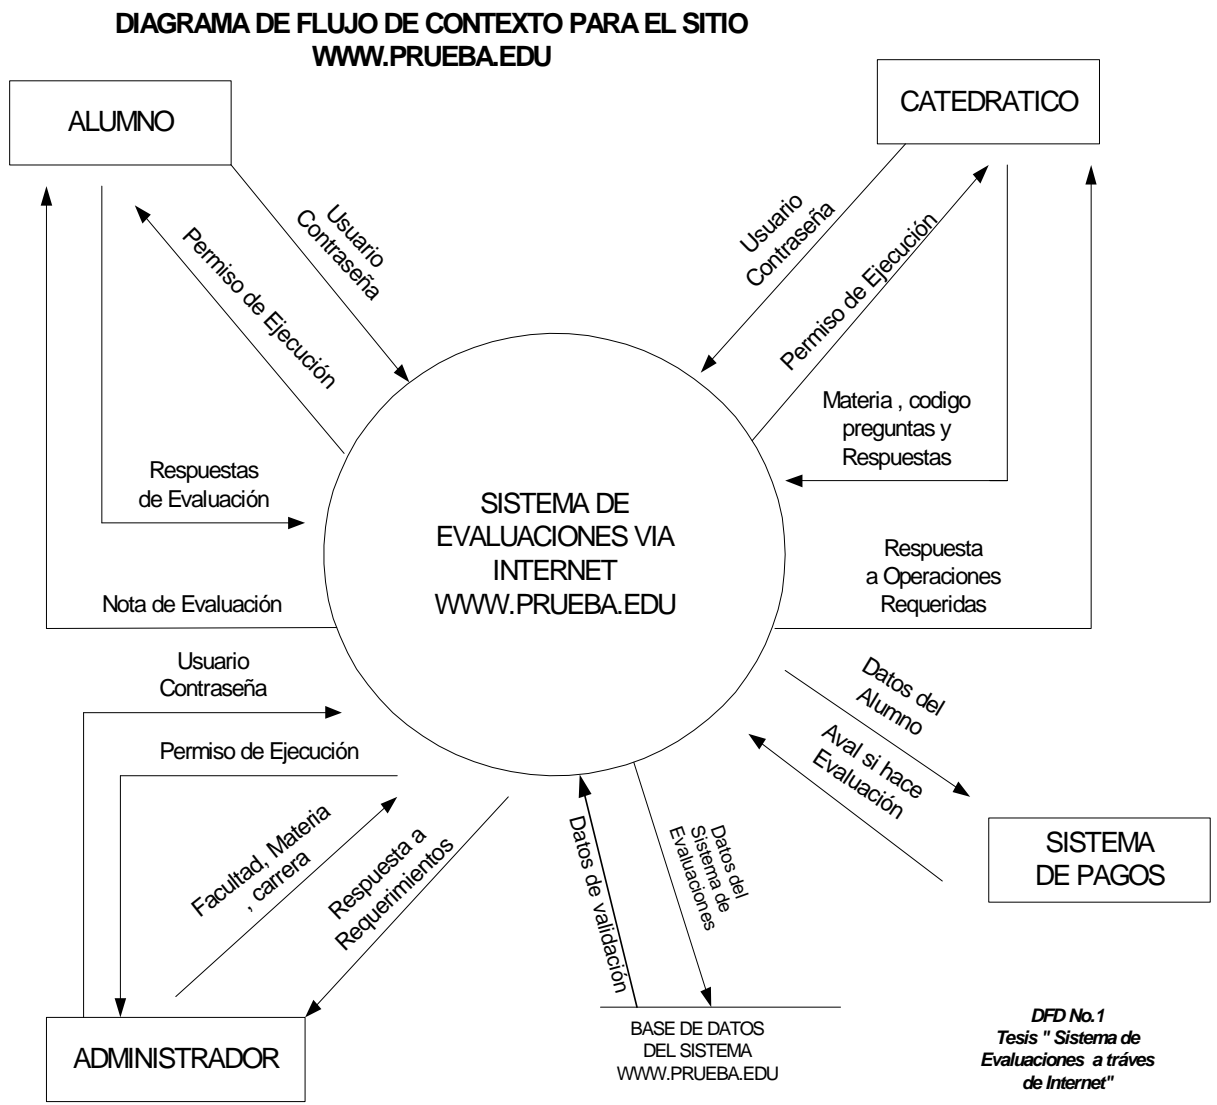 DIAGRAMA DE FLUJO DE CONTEXTO PARA EL SITIO
WWW.PRUEBA.EDU
ALUMNO
CATEDRATICO
Usuario
Contraseña
Permiso de Ejecución
Usuario
Contraseña
Permiso de Ejecución
Materia , codigo
preguntas y
Respuestas
Respuestas
de Evaluación
SISTEMA DE
EVALUACIONES VIA
INTERNET
WWW.PRUEBA.EDU
Respuesta
a Operaciones
Requeridas
Nota de Evaluación
Usuario
Contraseña
Permiso de Ejecución
Datos del
Alumno
Aval si hace
Evaluación
Facultad, Materia
, carrera
Respuesta a
Requerimientos
Datos de validación
Datos del
Sistema de
Evaluaciones
SISTEMA
DE PAGOS
ADMINISTRADOR
BASE DE DATOS
DEL SISTEMA
WWW.PRUEBA.EDU
DFD No.1
Tesis " Sistema de
Evaluaciones a tráves
de Internet"